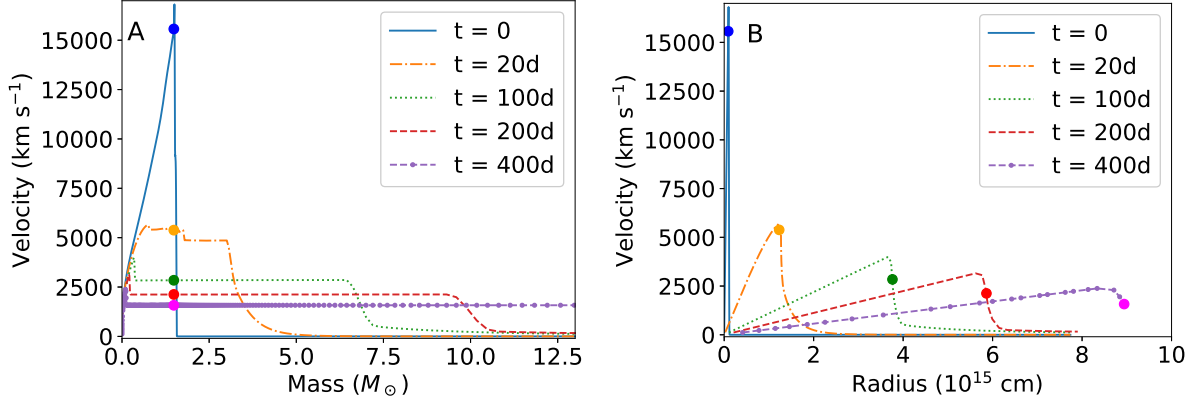 A
t = 0
t = 20d
t = 100d
t = 200d
t = 400d
15000
12500
10000
7500
5000
2500
0
Velocity (km s⁻¹)
0.0 2.5 5.0 7.5 10.0 12.5
Mass (M⊙)
B
t = 0
t = 20d
t = 100d
t = 200d
t = 400d
15000
12500
10000
7500
5000
2500
0
Velocity (km s⁻¹)
0 2 4 6 8 10
Radius (10¹⁵ cm)